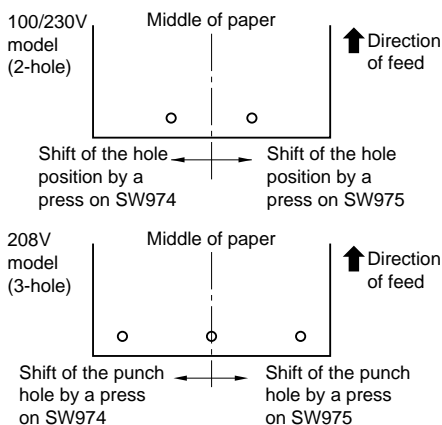 100/230V
model
(2-hole)
Middle of paper
Direction
of feed
Shift of the hole
position by a
press on SW974
Shift of the hole
position by a
press on SW975
208V
model
(3-hole)
Middle of paper
Direction
of feed
Shift of the punch
hole by a press
on SW974
Shift of the punch
hole by a press
on SW975